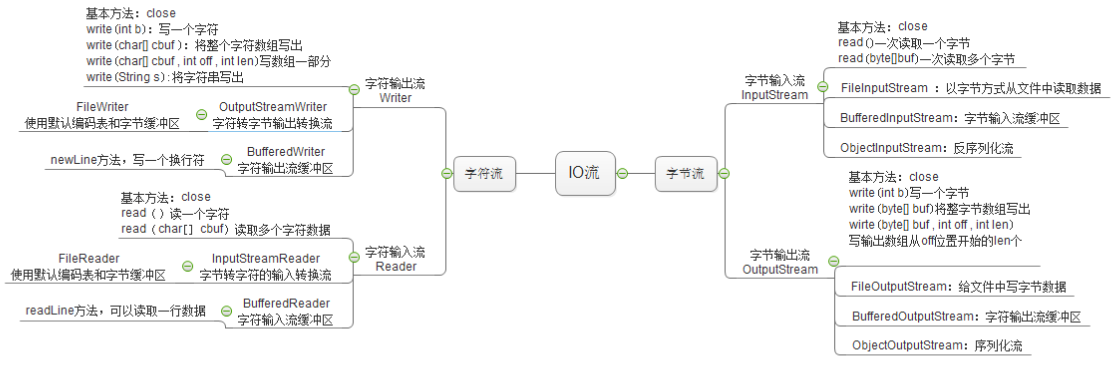 基本方法：close
write(int b)：写一个字符
write(char[] cbuf)：将整个字符数组写出
write(char[] cbuf , int off , int len)写数组一部分
write(String s):将字符串写出
字符输出流
Writer
FileWriter
使用默认编码表和字节缓冲区
OutputStreamWriter
字符转字节输出转换流
newLine方法，写一个换行符
BufferedWriter
字符输出流缓冲区
字符流
基本方法：close
read（）读一个字符
read（char[] cbuf）读取多个字符数据
字符输入流
Reader
FileReader
使用默认编码表和字节缓冲区
InputStreamReader
字节转字符的输入转换流
readLine方法，可以读取一行数据
BufferedReader
字符输入流缓冲区
IO流
字节流
基本方法：close
read()一次读取一个字节
read(byte[]buf)一次读取多个字节
字节输入流
InputStream
FileInputStream ：以字节方式从文件中读取数据
BufferedInputStream：字节输入流缓冲区
ObjectInputStream：反序列化流
基本方法：close
write(int b)写一个字节
write(byte[] buf)将整字节数组写出
wirte(byte[] buf , int off , int len)
写输出数组从off位置开始的len个
字节输出流
OutputStream
FileOutputStream：给文件中写字节数据
BufferedOutputStream：字符输出流缓冲区
ObjectOutputStream：序列化流